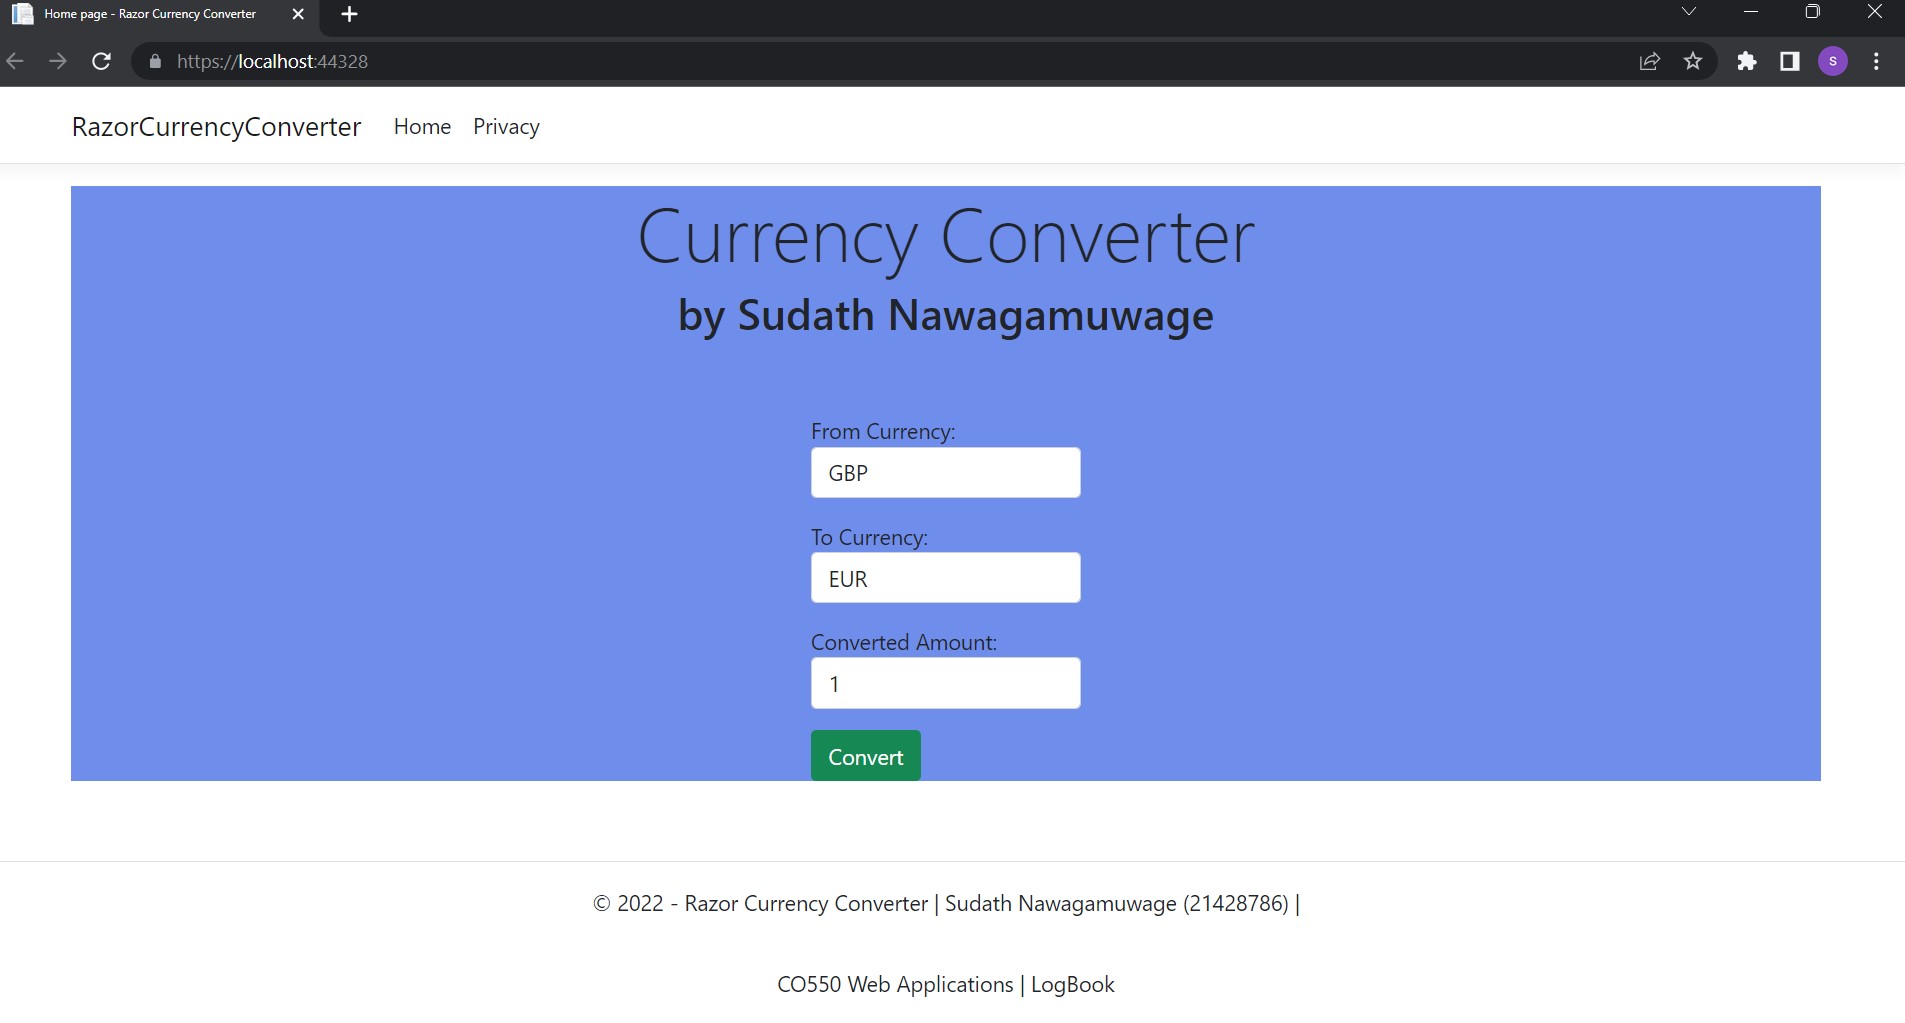 Home page - Razor Currency Converter
https://localhost:44328
S
RazorCurrencyConverter Home Privacy
Currency Converter
by Sudath Nawagamuwage
From Currency:
GBP
To Currency:
EUR
Converted Amount:
1
Convert
© 2022 - Razor Currency Converter | Sudath Nawagamuwage (21428786) |
CO550 Web Applications | LogBook